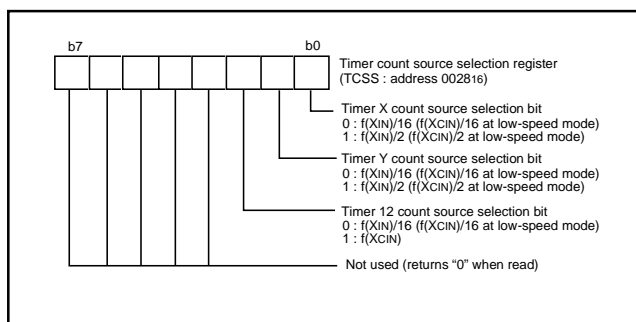 b7 b0
Timer count source selection register
(TCSS : address 002816)
Timer X count source selection bit
0 : f(XIN)/16 (f(XCIN)/16 at low-speed mode)
1 : f(XIN)/2 (f(XCIN)/2 at low-speed mode)
Timer Y count source selection bit
0 : f(XIN)/16 (f(XCIN)/16 at low-speed mode)
1 : f(XIN)/2 (f(XCIN)/2 at low-speed mode)
Timer 12 count source selection bit
0 : f(XIN)/16 (f(XCIN)/16 at low-speed mode)
1 : f(XCIN)
Not used (returns “0” when read)